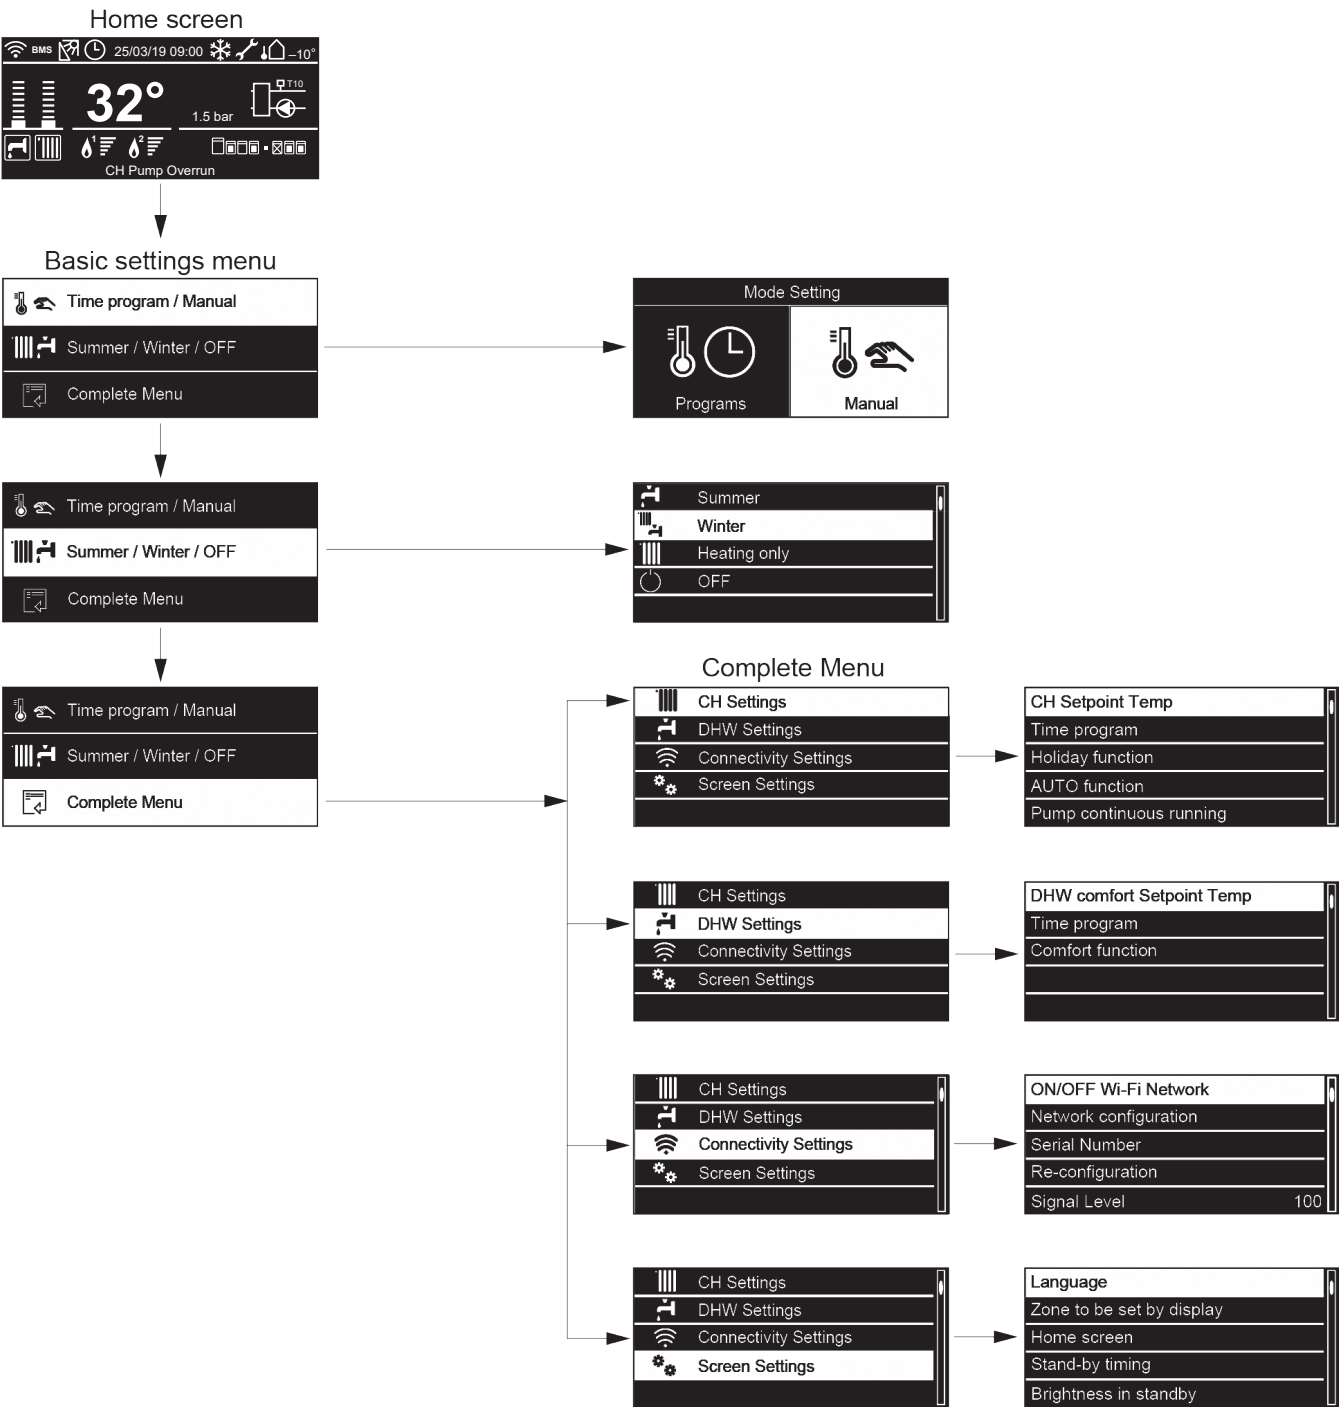 Home screen
BMS 25/03/19 09:00 –10°
32° T10
1.5 bar
1 2
CH Pump Overrun
Basic settings menu
Time program / Manual
Summer / Winter / OFF
Complete Menu
Mode Setting
Programs Manual
Time program / Manual
Summer / Winter / OFF
Complete Menu
Summer
Winter
Heating only
OFF
Time program / Manual
Summer / Winter / OFF
Complete Menu
Complete Menu
CH Settings
DHW Settings
Connectivity Settings
Screen Settings
CH Setpoint Temp
Time program
Holiday function
AUTO function
Pump continuous running
CH Settings
DHW Settings
Connectivity Settings
Screen Settings
DHW comfort Setpoint Temp
Time program
Comfort function
CH Settings
DHW Settings
Connectivity Settings
Screen Settings
ON/OFF Wi-Fi Network
Network configuration
Serial Number
Re-configuration
Signal Level 100
CH Settings
DHW Settings
Connectivity Settings
Screen Settings
Language
Zone to be set by display
Home screen
Stand-by timing
Brightness in standby